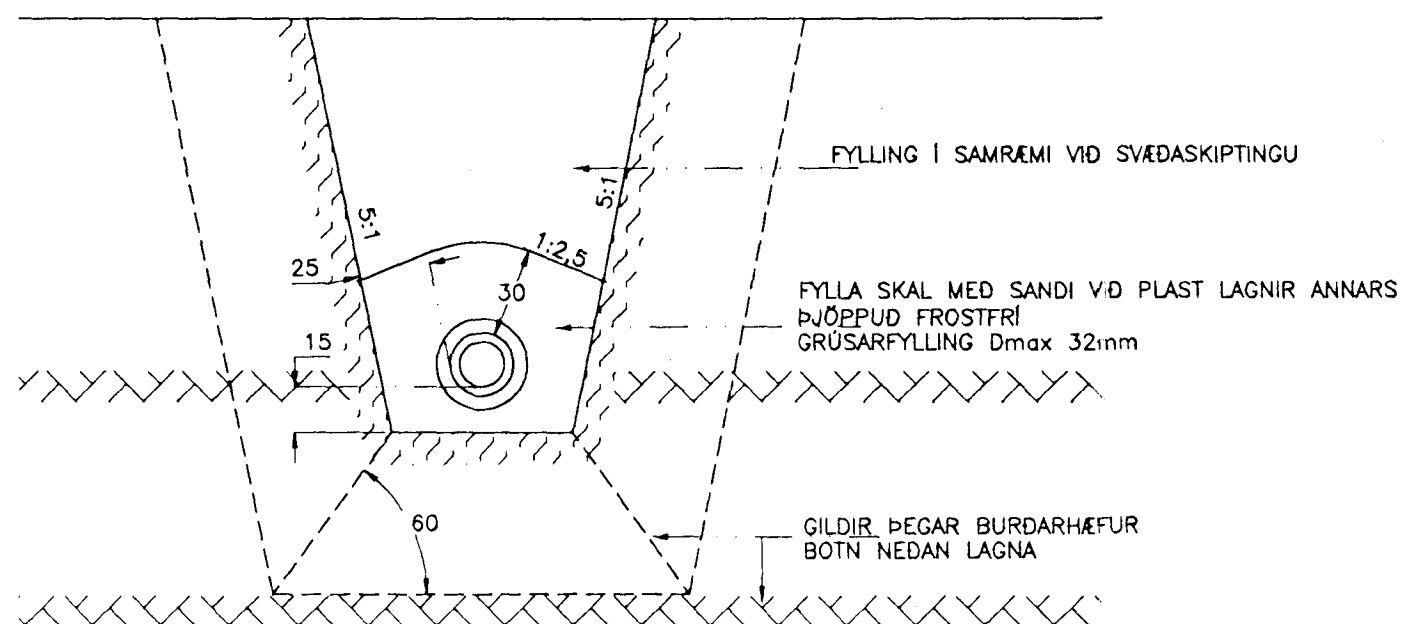 FYLLING Í SAMRÆMI VIÐ SVÆÐASKIPTINGU
5:1
5:1
1:2,5
25
30
FYLLA SKAL MEÐ SANDI VIÐ PLAST LAGNIR ANNARS
ÞJÖPPUÐ FROSTFRÍ
GRÚSARFYLLING Dmax 32mm
15
60
GILDIR ÞEGAR BURÐARHÆFUR
BOTN NEÐAN LAGNA